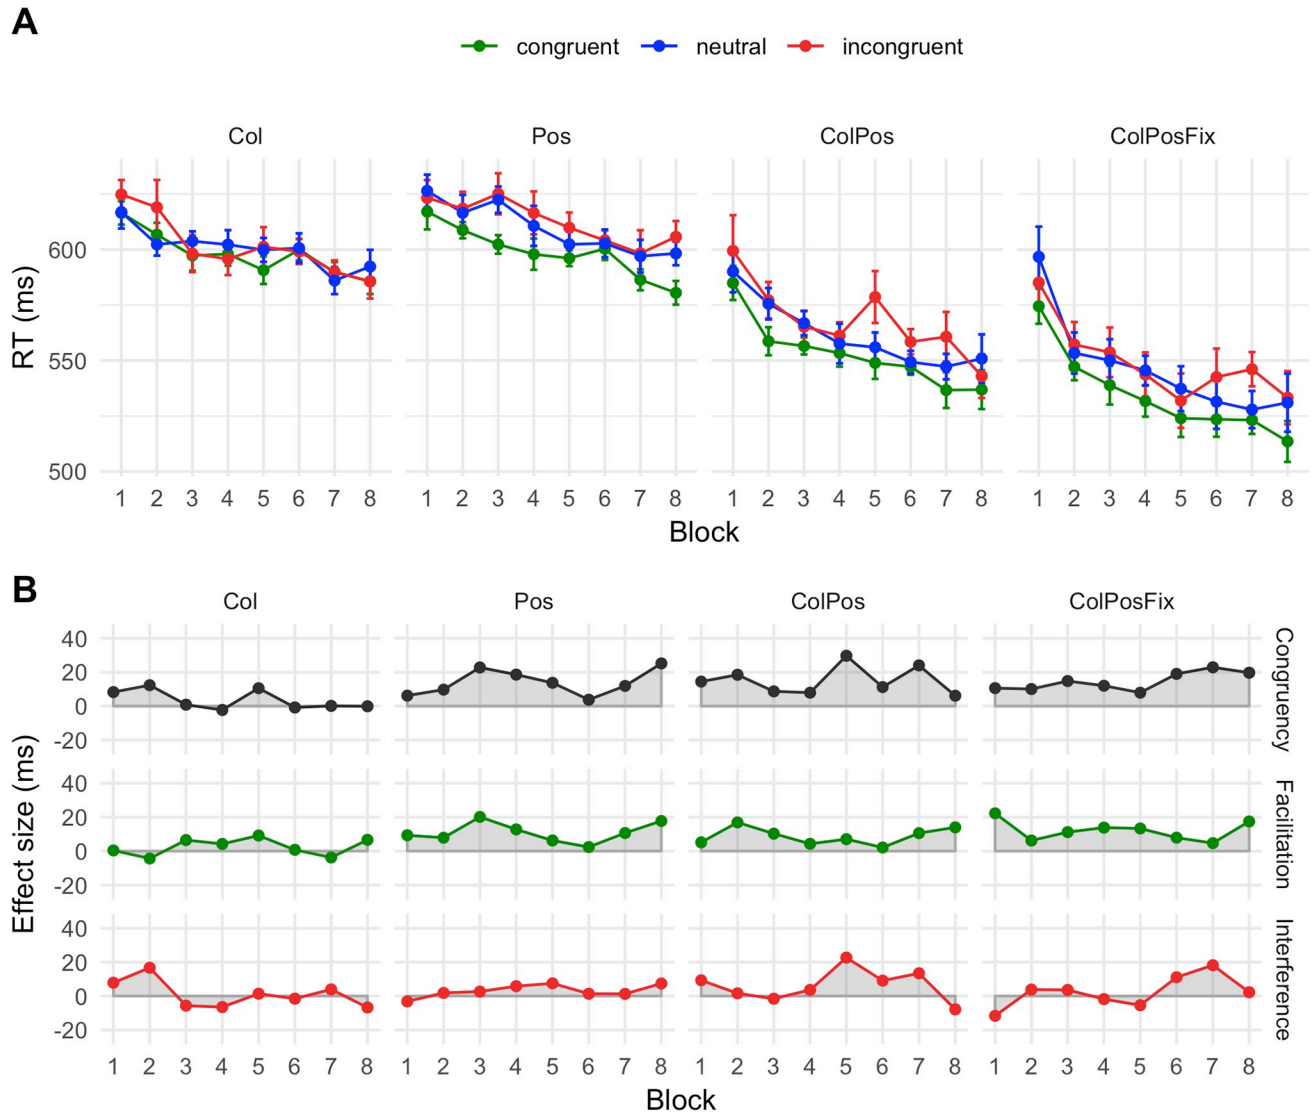 A
congruent neutral incongruent
Col Pos ColPos ColPosFix
RT (ms)
600
550
500
1 2 3 4 5 6 7 8 1 2 3 4 5 6 7 8 1 2 3 4 5 6 7 8 1 2 3 4 5 6 7 8
Block
B
Col Pos ColPos ColPosFix
Effect size (ms)
40
20
0
-20
Congruency
40
20
0
-20
Facilitation
40
20
0
-20
Interference
1 2 3 4 5 6 7 8 1 2 3 4 5 6 7 8 1 2 3 4 5 6 7 8 1 2 3 4 5 6 7 8
Block